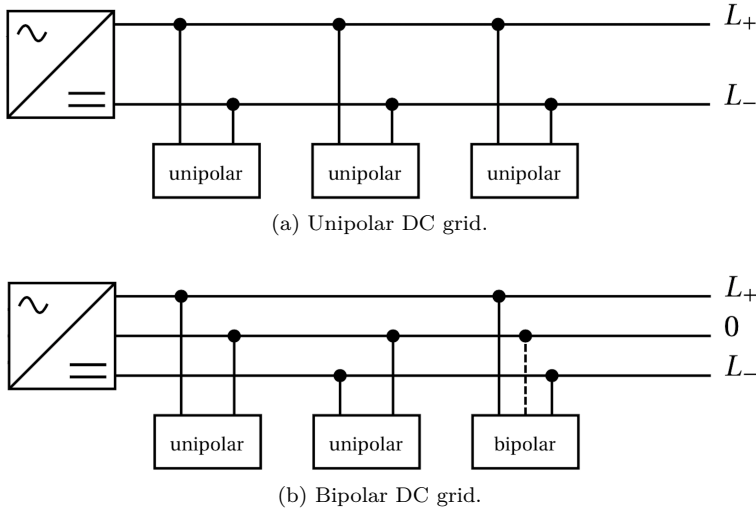 L+
L−
unipolar unipolar unipolar
(a) Unipolar DC grid.
L+
0
L−
unipolar unipolar bipolar
(b) Bipolar DC grid.